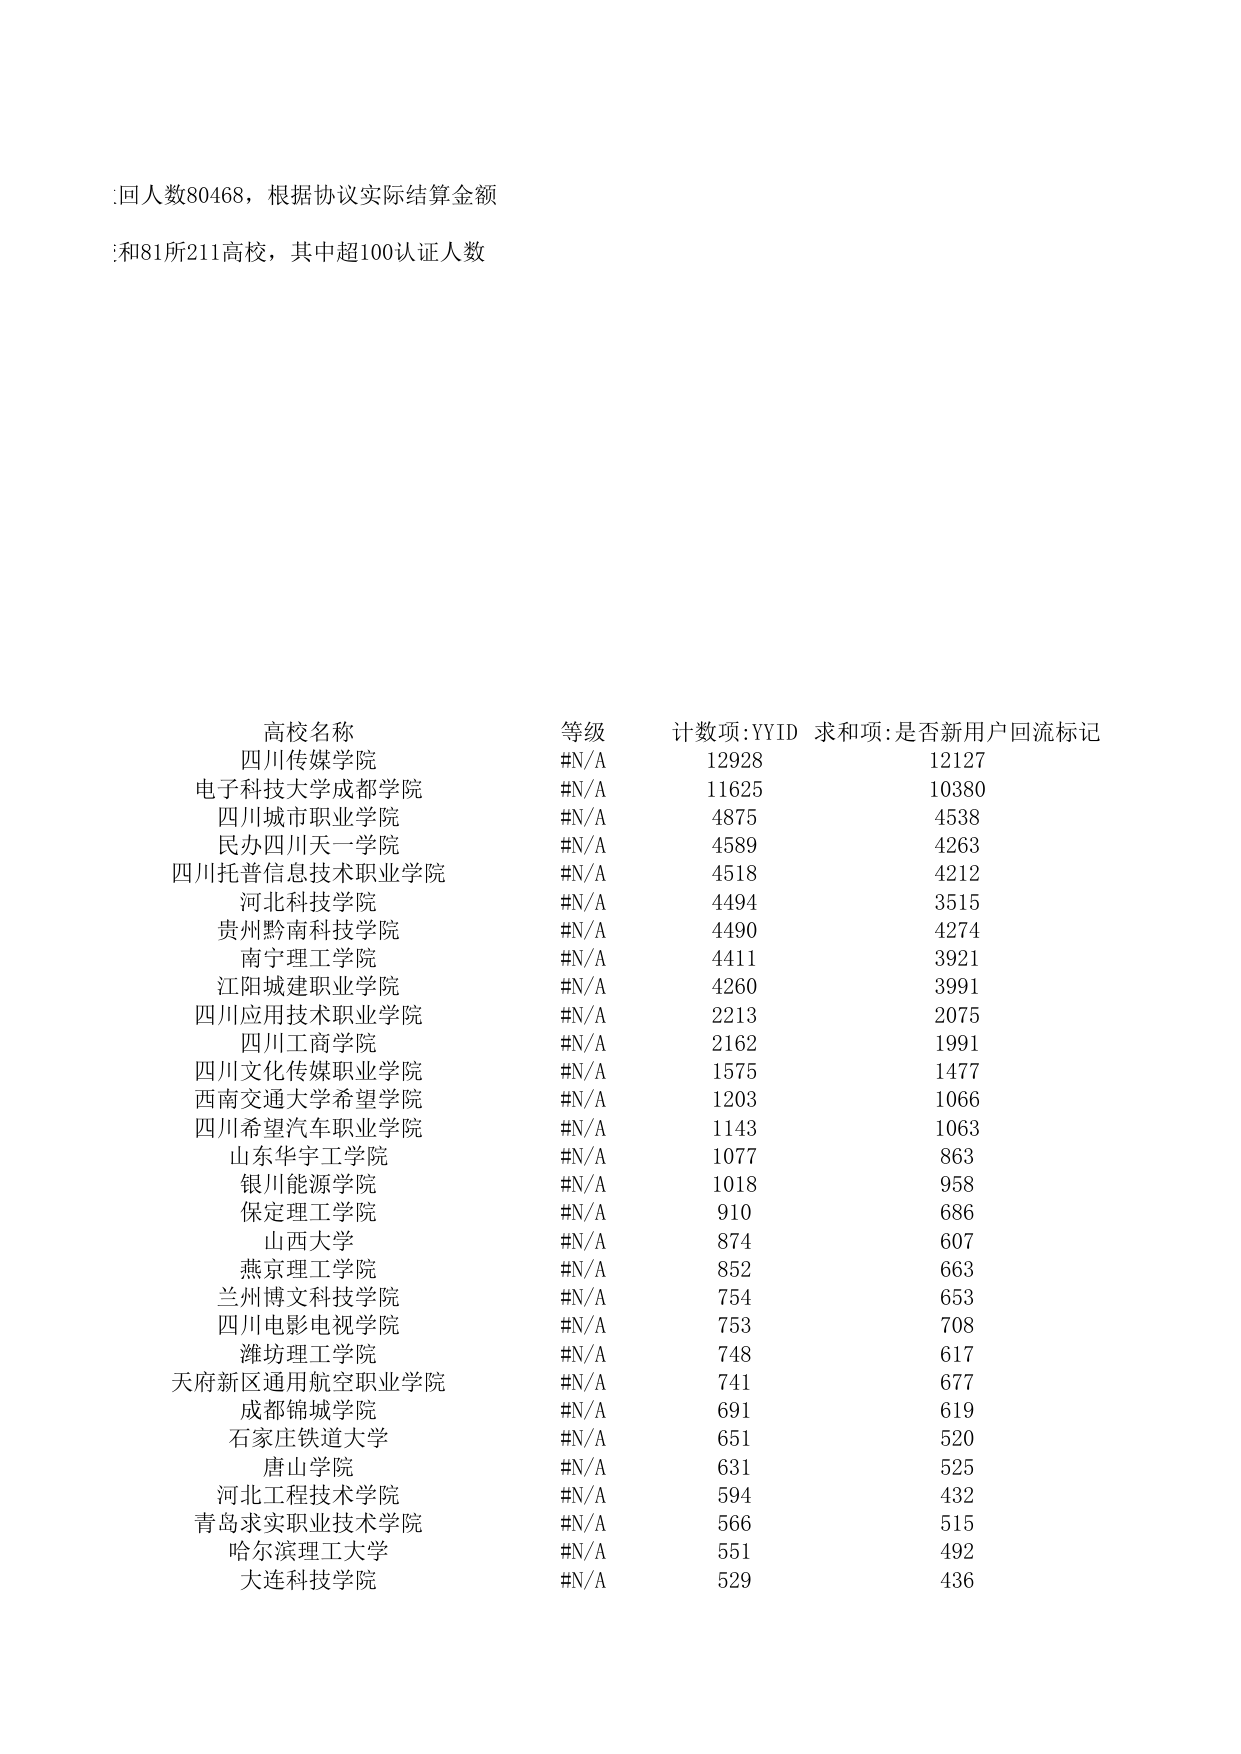 回人数80468，根据协议实际结算金额
和81所211高校，其中超100认证人数
高校名称 等级 计数项:YYID 求和项:是否新用户回流标记
四川传媒学院 #N/A 12928 12127
电子科技大学成都学院 #N/A 11625 10380
四川城市职业学院 #N/A 4875 4538
民办四川天一学院 #N/A 4589 4263
四川托普信息技术职业学院 #N/A 4518 4212
河北科技学院 #N/A 4494 3515
贵州黔南科技学院 #N/A 4490 4274
南宁理工学院 #N/A 4411 3921
江阳城建职业学院 #N/A 4260 3991
四川应用技术职业学院 #N/A 2213 2075
四川工商学院 #N/A 2162 1991
四川文化传媒职业学院 #N/A 1575 1477
西南交通大学希望学院 #N/A 1203 1066
四川希望汽车职业学院 #N/A 1143 1063
山东华宇工学院 #N/A 1077 863
银川能源学院 #N/A 1018 958
保定理工学院 #N/A 910 686
山西大学 #N/A 874 607
燕京理工学院 #N/A 852 663
兰州博文科技学院 #N/A 754 653
四川电影电视学院 #N/A 753 708
潍坊理工学院 #N/A 748 617
天府新区通用航空职业学院 #N/A 741 677
成都锦城学院 #N/A 691 619
石家庄铁道大学 #N/A 651 520
唐山学院 #N/A 631 525
河北工程技术学院 #N/A 594 432
青岛求实职业技术学院 #N/A 566 515
哈尔滨理工大学 #N/A 551 492
大连科技学院 #N/A 529 436